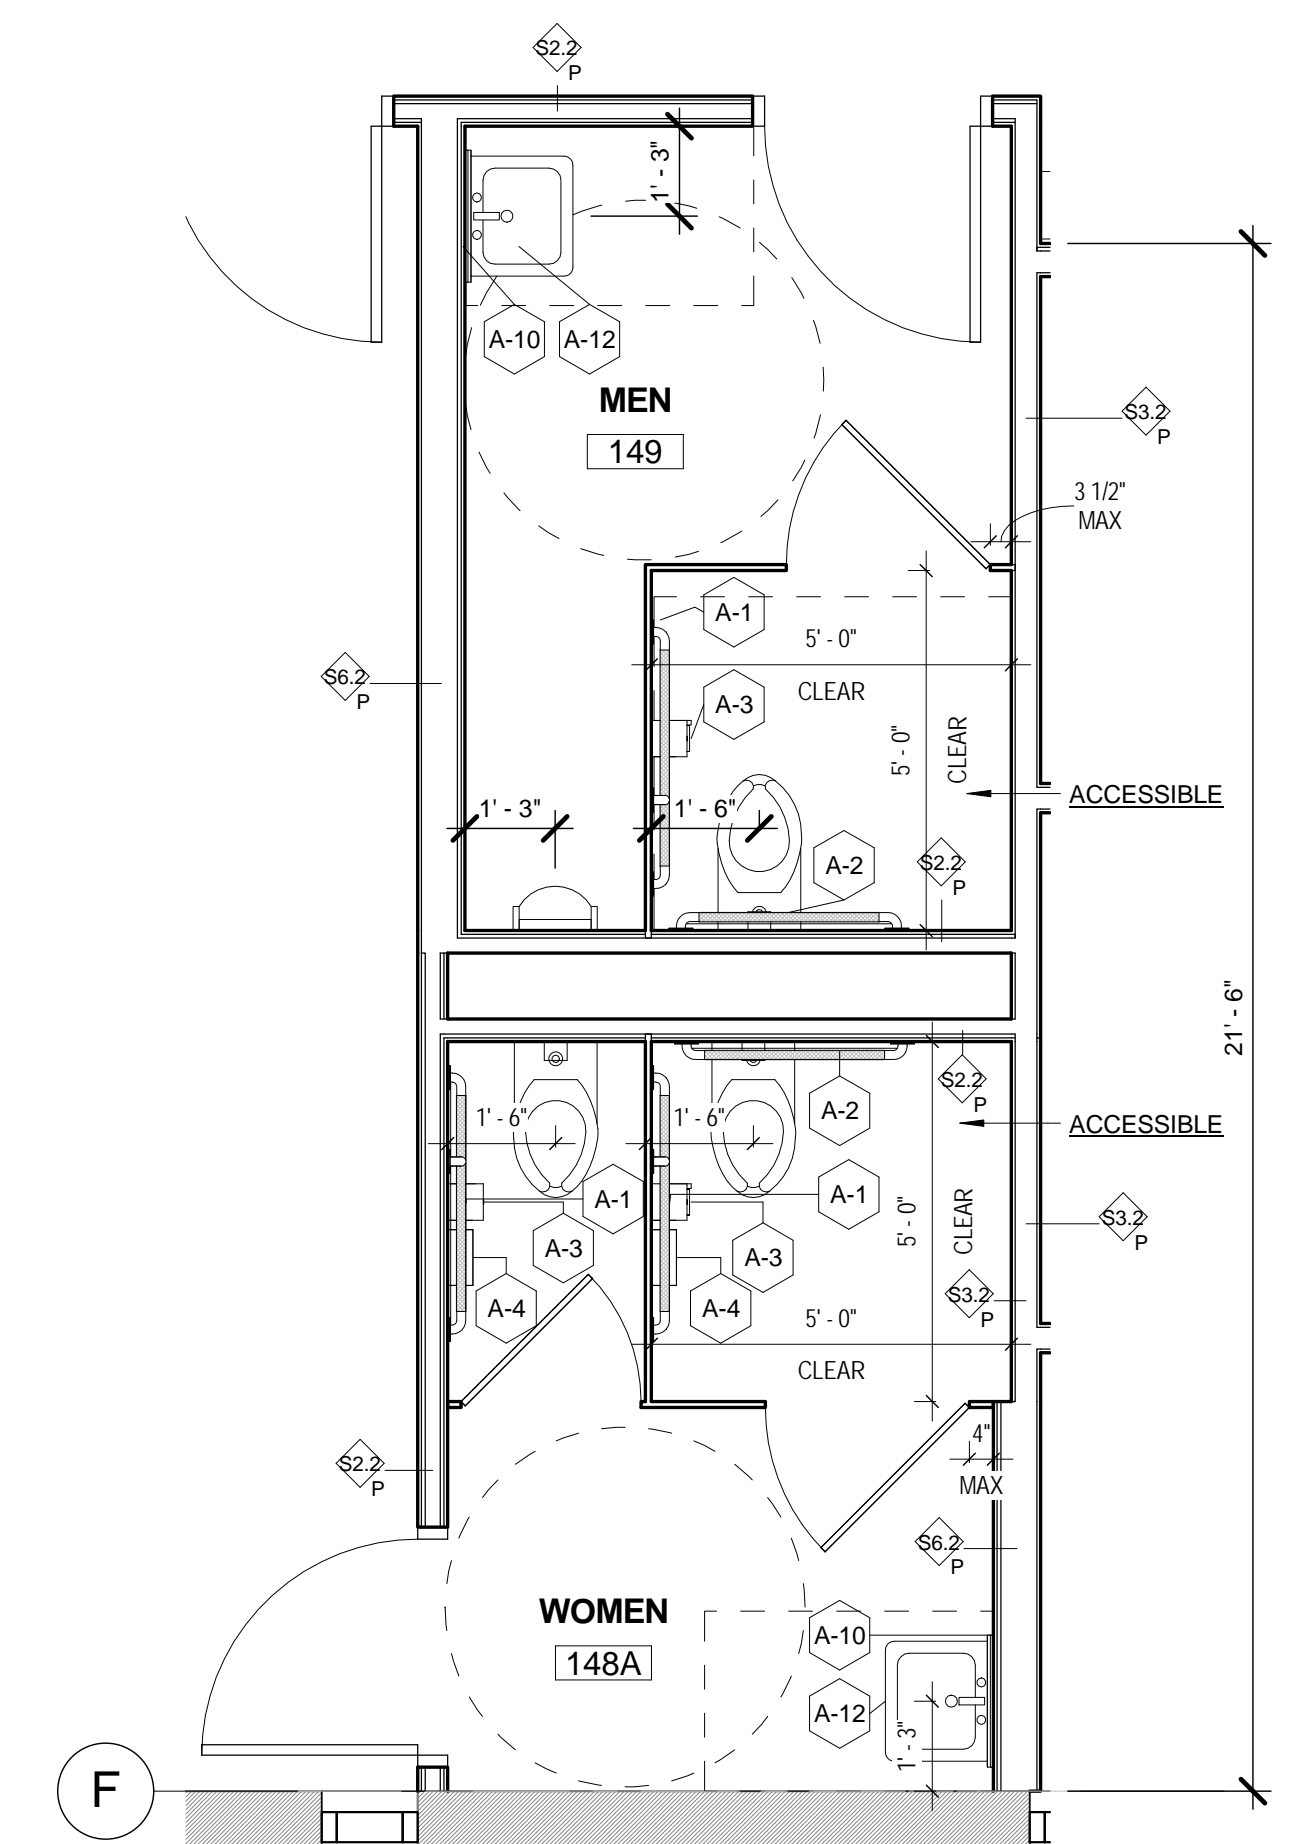 S2.2
P
1' - 3"
A-10
A-12
MEN
149
S3.2
P
3 1/2"
MAX
A-1
5' - 0"
CLEAR
S6.2
P
A-3
5' - 0"
CLEAR
ACCESSIBLE
1' - 3"
1' - 6"
A-2
S2.2
P
21' - 6"
S2.2
P
A-2
1' - 6"
1' - 6"
ACCESSIBLE
A-1
A-1
5' - 0"
CLEAR
S3.2
P
A-3
A-3
A-4
A-4
S3.2
P
5' - 0"
CLEAR
4"
MAX
S2.2
P
S6.2
P
WOMEN
148A
A-10
A-12
1' - 3"
F